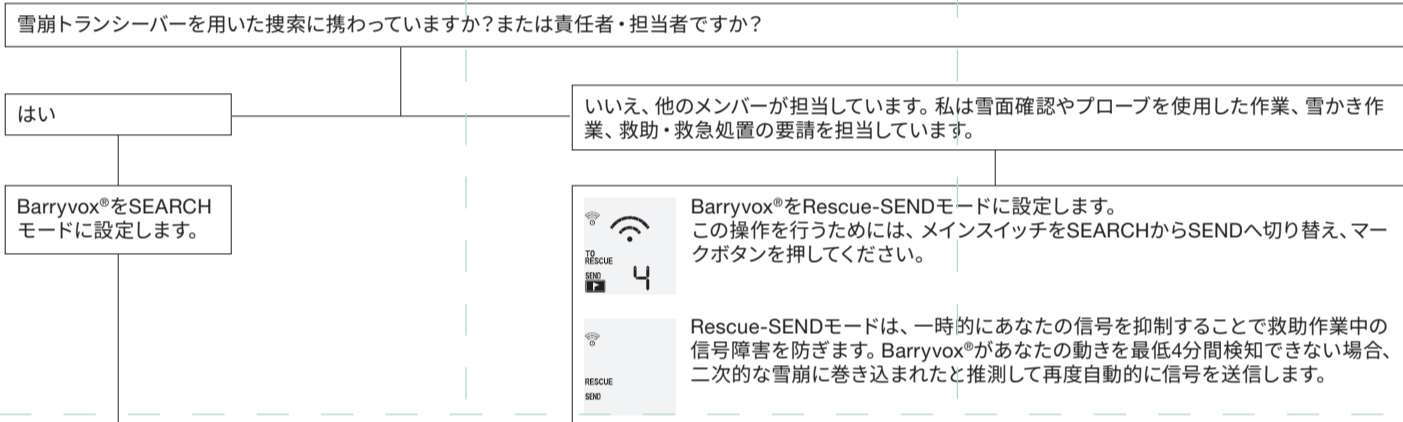 雪崩トランシーバーを用いた捜索に携わっていますか？または責任者・担当者ですか？
はい
いいえ、他のメンバーが担当しています。私は雪面確認やプローブを使用した作業、雪かき作
業、救助・救急処置の要請を担当しています。
Barryvox®をSEARCH
モードに設定します。
TO
RESCUE
SEND
4
Barryvox®をRescue-SENDモードに設定します。
この操作を行うためには、メインスイッチをSEARCHからSENDへ切り替え、マー
クボタンを押してください。
RESCUE
SEND
Rescue-SENDモードは、一時的にあなたの信号を抑制することで救助作業中の
信号障害を防ぎます。Barryvox®があなたの動きを最低4分間検知できない場合、
二次的な雪崩に巻き込まれたと推測して再度自動的に信号を送信します。